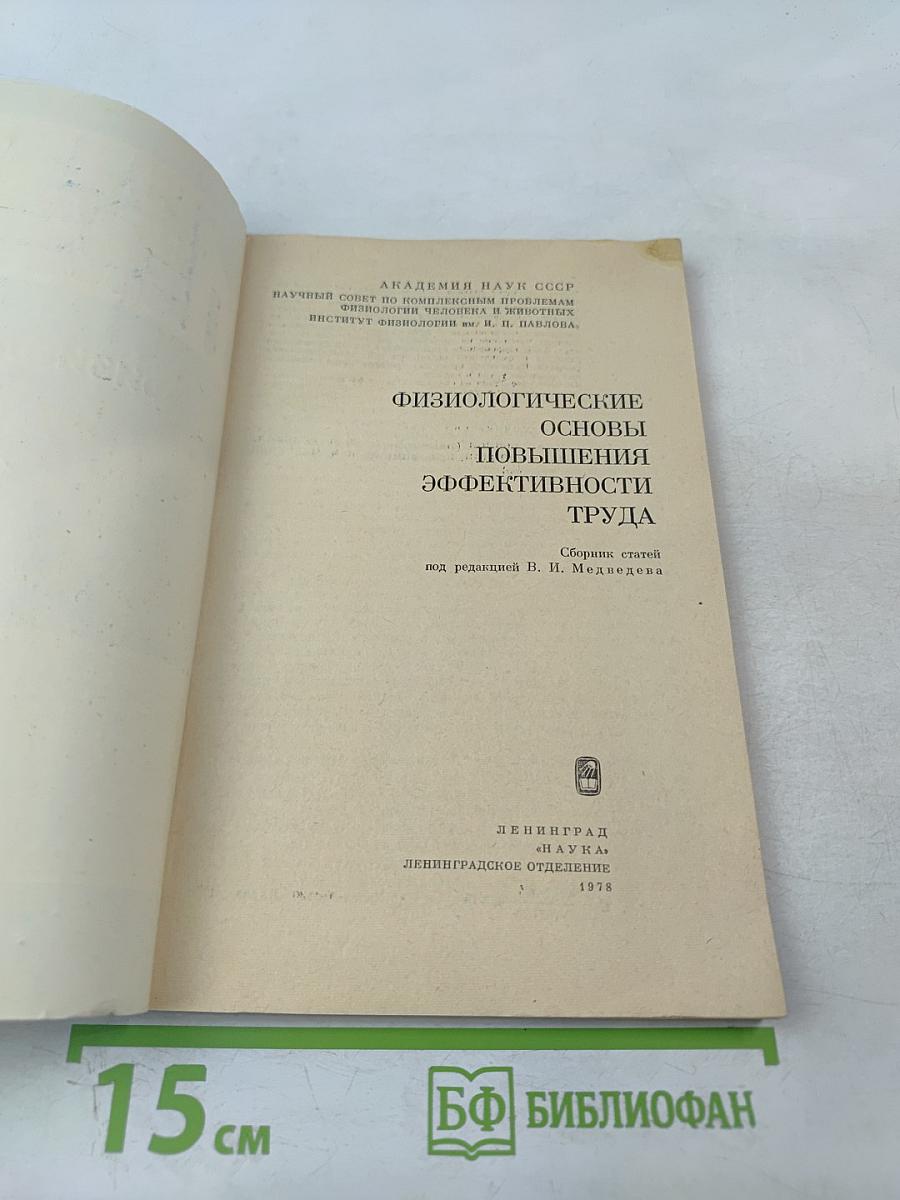 АКАДЕМИЯ НАУК СССР
НАУЧНЫЙ СОВЕТ ПО КОМПЛЕКСНЫМ ПРОБЛЕМАМ
ФИЗИОЛОГИИ ЧЕЛОВЕКА И ЖИВОТНЫХ
ИНСТИТУТ ФИЗИОЛОГИИ им. И. П. ПАВЛОВА
ФИЗИОЛОГИЧЕСКИЕ
ОСНОВЫ
ПОВЫШЕНИЯ
ЭФФЕКТИВНОСТИ
ТРУДА
Сборник статей
под редакцией В. И. Медведева
ЛЕНИНГРАД
«НАУКА»
ЛЕНИНГРАДСКОЕ ОТДЕЛЕНИЕ
1978
15 см
БФ БИБЛИОФАН